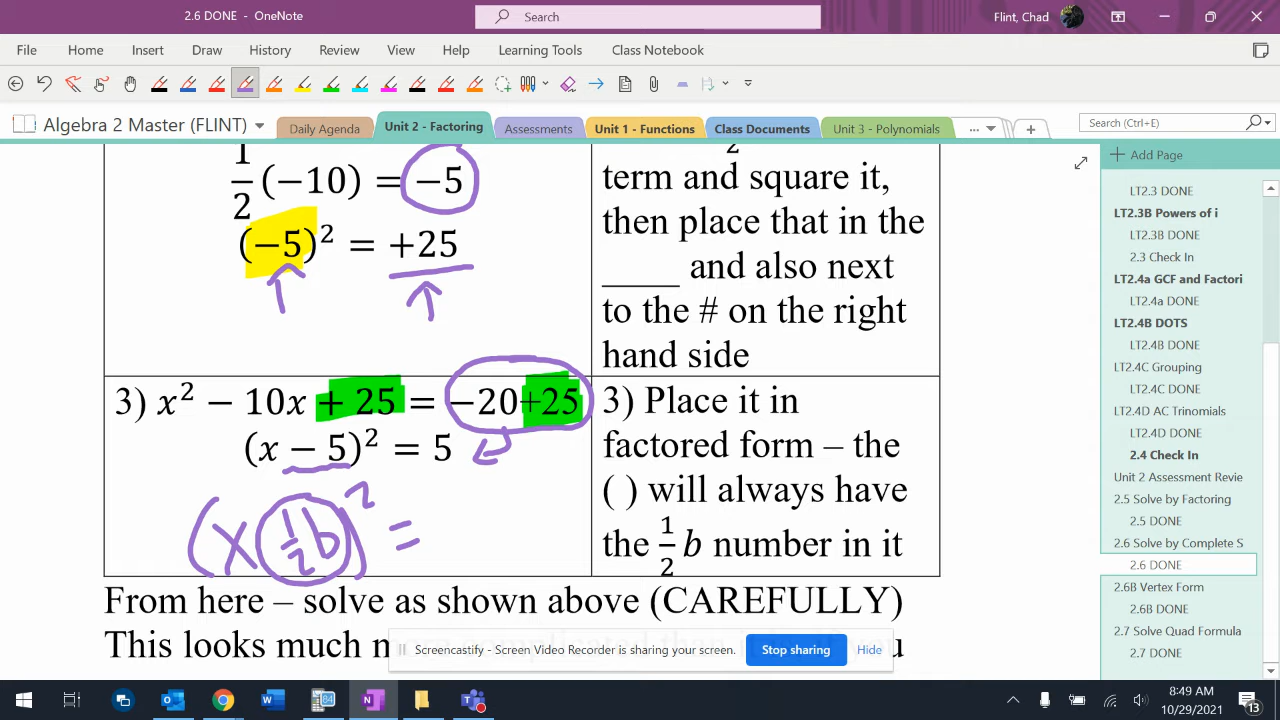 2.6 DONE - OneNote
Search
Flint, Chad
File Home Insert Draw History Review View Help Learning Tools Class Notebook
Algebra 2 Master (FLINT)
Daily Agenda
Unit 2 - Factoring
Assessments
Unit 1 - Functions
Class Documents
Unit 3 - Polynomials
...
Search (Ctrl+E)
1/2 (−10) = −5
(−5)² = +25
2
term and square it,
then place that in the
____ and also next
to the # on the right
hand side
3) x² − 10x + 25 = −20+25
(x − 5)² = 5
(x ½b)² =
3) Place it in
factored form – the
( ) will always have
the 1/2 b number in it
From here – solve as shown above (CAREFULLY)
This looks much
Screencastify - Screen Video Recorder is sharing your screen.
Stop sharing
Hide
Add Page
LT2.3 DONE
LT2.3B Powers of i
LT2.3B DONE
2.3 Check In
LT2.4a GCF and Factori
LT2.4a DONE
LT2.4B DOTS
LT2.4B DONE
LT2.4C Grouping
LT2.4C DONE
LT2.4D AC Trinomials
LT2.4D DONE
2.4 Check In
Unit 2 Assessment Revie
2.5 Solve by Factoring
2.5 DONE
2.6 Solve by Complete S
2.6 DONE
2.6B Vertex Form
2.6B DONE
2.7 Solve Quad Formula
2.7 DONE
8:49 AM
10/29/2021
13